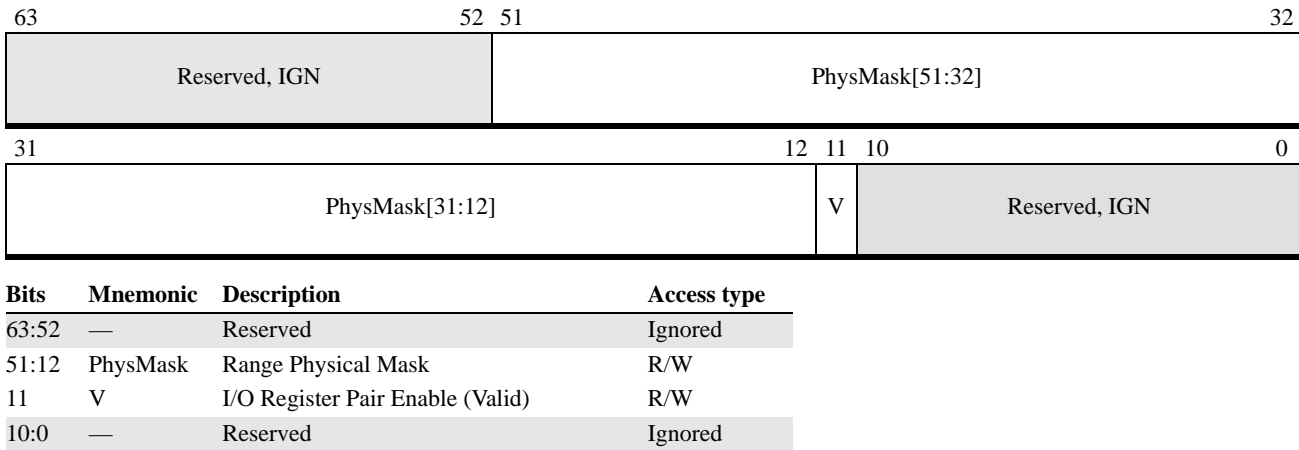 63 52 51 32
Reserved, IGN PhysMask[51:32]
31 12 11 10 0
PhysMask[31:12] V Reserved, IGN
Bits Mnemonic Description Access type
63:52 — Reserved Ignored
51:12 PhysMask Range Physical Mask R/W
11 V I/O Register Pair Enable (Valid) R/W
10:0 — Reserved Ignored